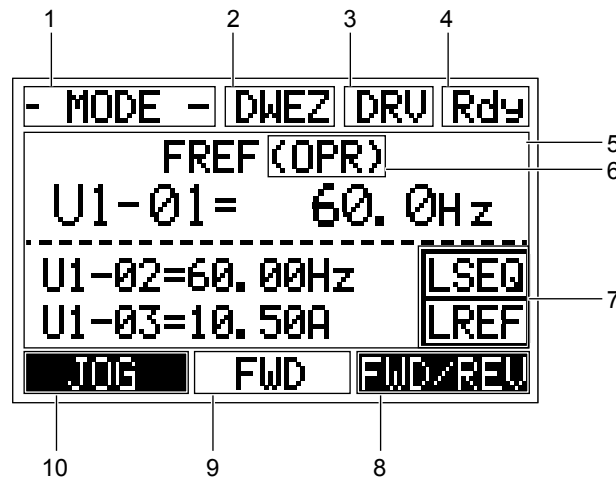 1 2 3 4
- MODE - DWEZ DRV Rdy
5
FREF (OPR)
6
U1-01= 60.0Hz
U1-02=60.00Hz LSEQ
7
U1-03=10.50A LREF
JOG FWD FWD/REV
10 9 8